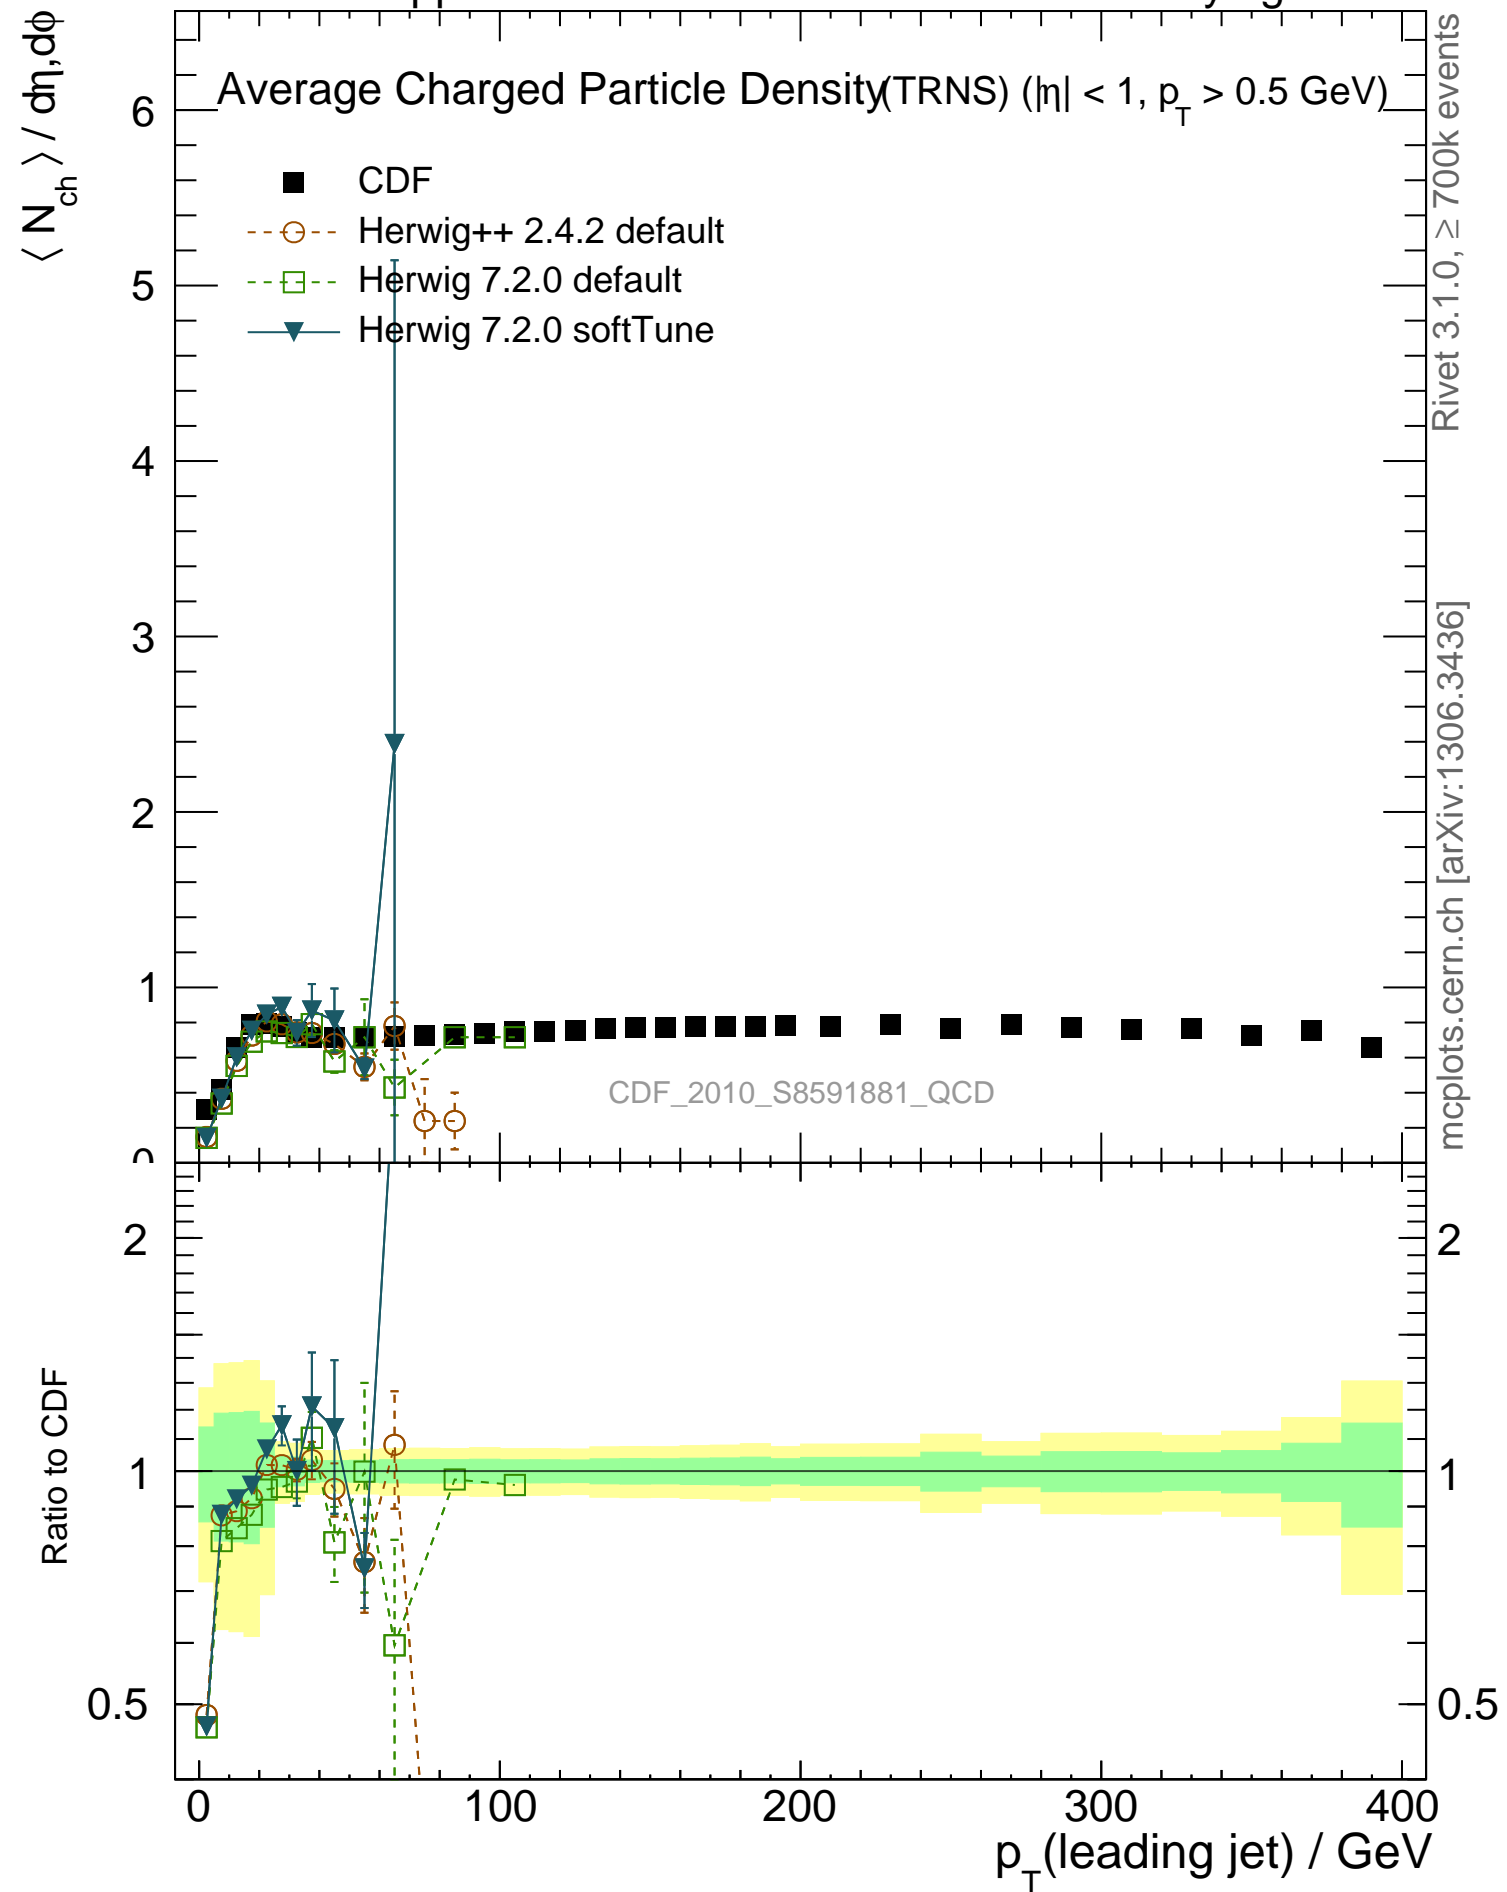 Average Charged Particle Density (TRNS) (|η| < 1, p_T > 0.5 GeV)
⟨ N_ch ⟩ / dη,dφ
CDF
Herwig++ 2.4.2 default
Herwig 7.2.0 default
Herwig 7.2.0 softTune
6
5
4
3
2
1
0
CDF_2010_S8591881_QCD
Rivet 3.1.0, ≥ 700k events
mcplots.cern.ch [arXiv:1306.3436]
Ratio to CDF
2
1
0.5
2
1
0.5
0 100 200 300 400
p_T(leading jet) / GeV